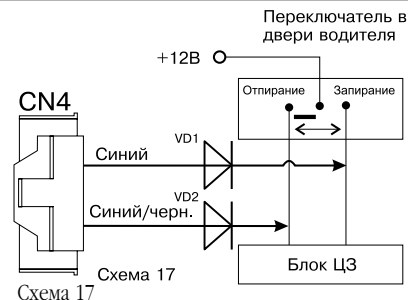 Переключатель в
двери водителя
+12В
Отпирание
Запирание
CN4
VD1
Синий
VD2
Синий/черн.
Блок ЦЗ
Схема 17
Схема 17